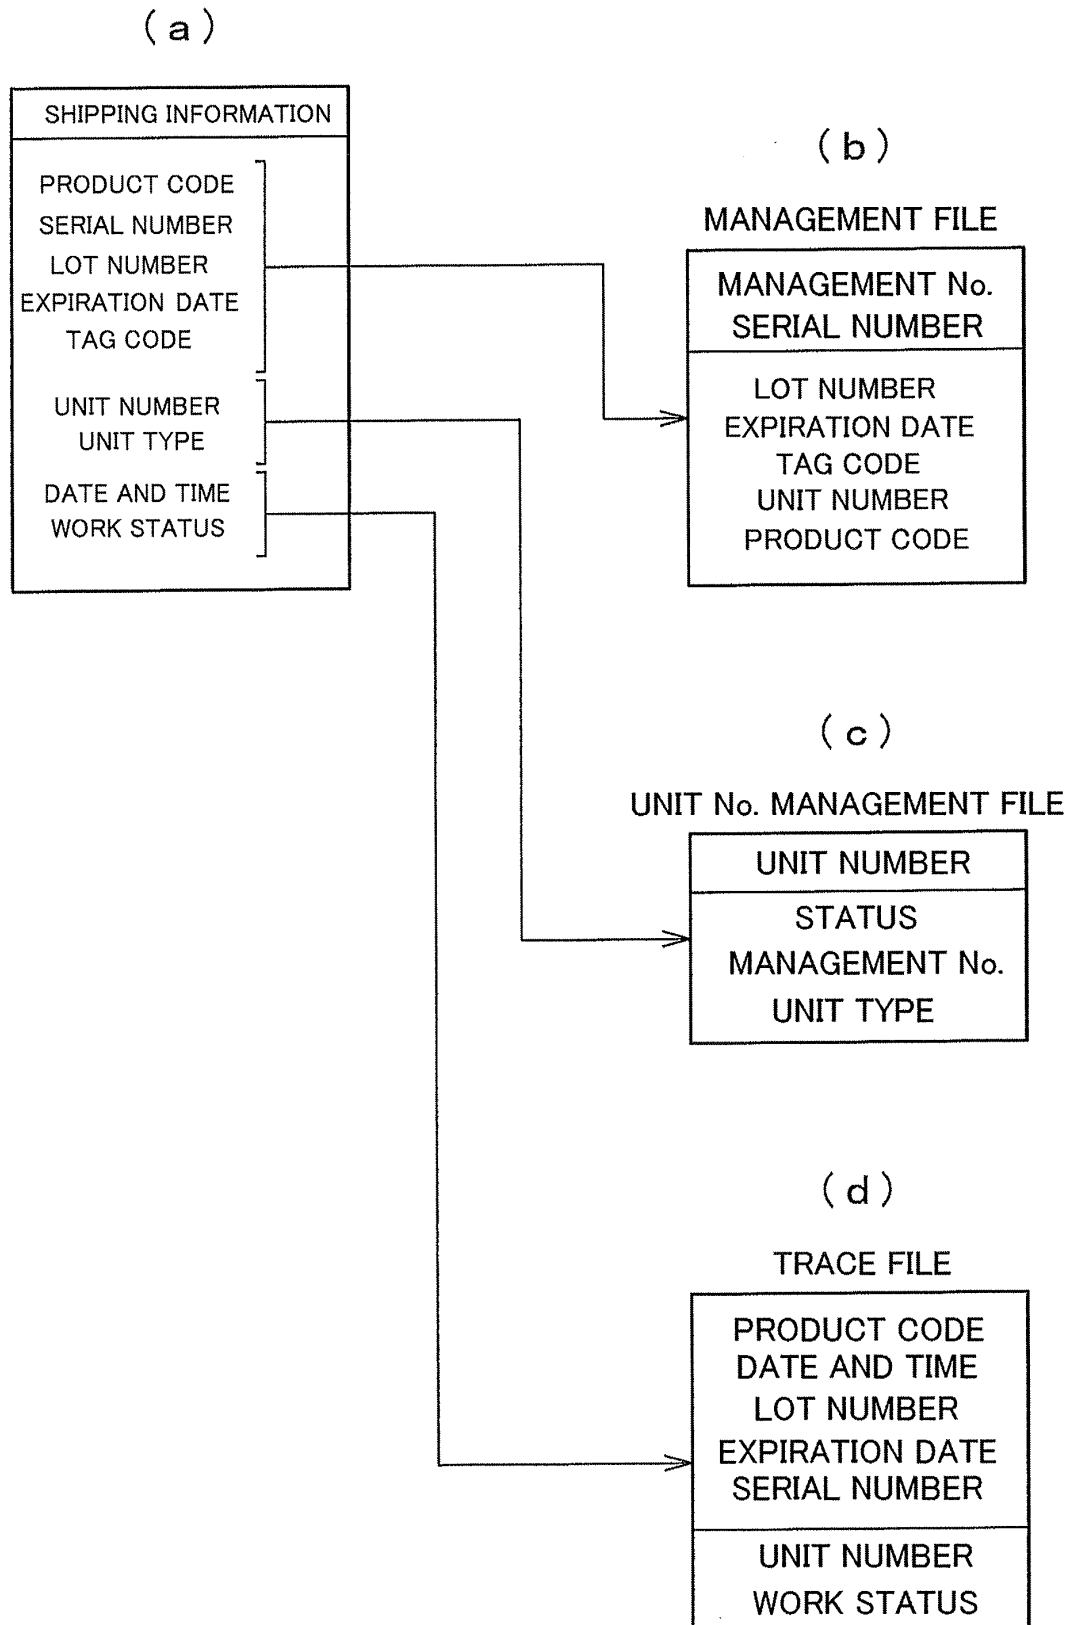 (a)
SHIPPING INFORMATION
PRODUCT CODE
SERIAL NUMBER
LOT NUMBER
EXPIRATION DATE
TAG CODE
UNIT NUMBER
UNIT TYPE
DATE AND TIME
WORK STATUS
(b)
MANAGEMENT FILE
MANAGEMENT No.
SERIAL NUMBER
LOT NUMBER
EXPIRATION DATE
TAG CODE
UNIT NUMBER
PRODUCT CODE
(c)
UNIT No. MANAGEMENT FILE
UNIT NUMBER
STATUS
MANAGEMENT No.
UNIT TYPE
(d)
TRACE FILE
PRODUCT CODE
DATE AND TIME
LOT NUMBER
EXPIRATION DATE
SERIAL NUMBER
UNIT NUMBER
WORK STATUS